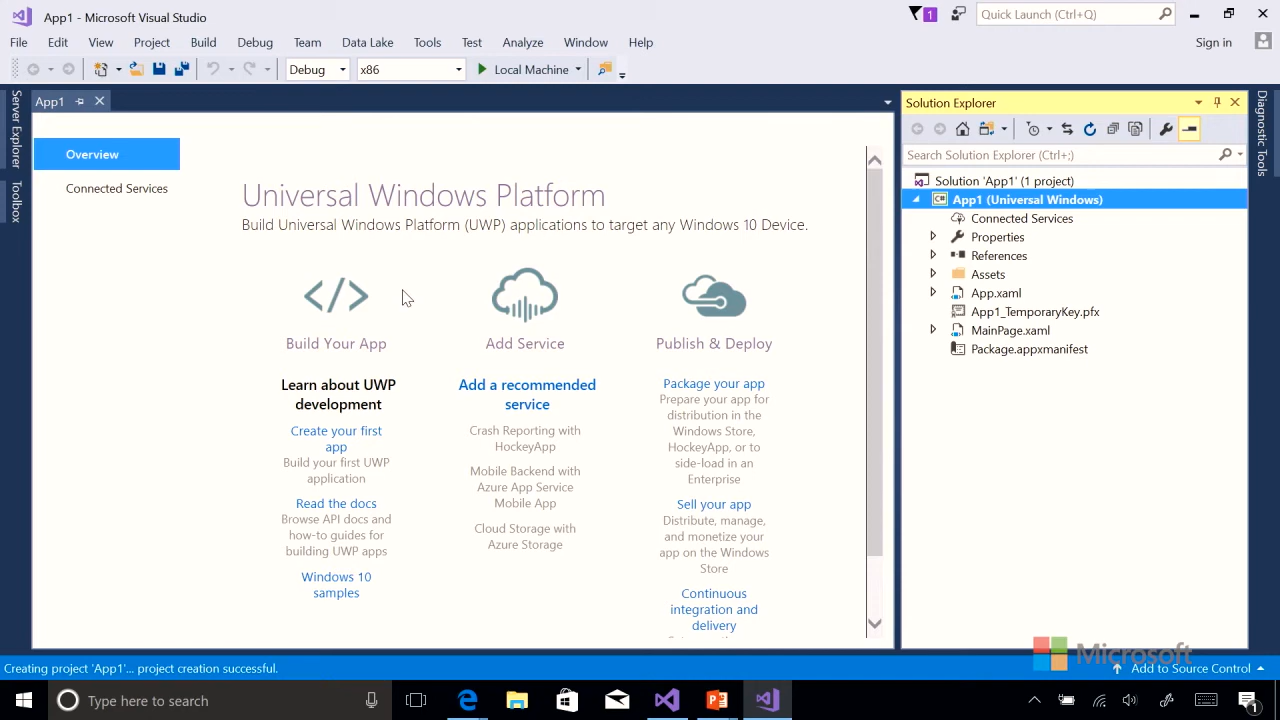 App1 - Microsoft Visual Studio
1
Quick Launch (Ctrl+Q)
File Edit View Project Build Debug Team Data Lake Tools Test Analyze Window Help
Sign in
Debug x86 Local Machine
Server Explorer
Toolbox
App1
Overview
Connected Services
Universal Windows Platform
Build Universal Windows Platform (UWP) applications to target any Windows 10 Device.
Build Your App
Learn about UWP
development
Create your first
app
Build your first UWP
application
Read the docs
Browse API docs and
how-to guides for
building UWP apps
Windows 10
samples
Add Service
Add a recommended
service
Crash Reporting with
HockeyApp
Mobile Backend with
Azure App Service
Mobile App
Cloud Storage with
Azure Storage
Publish & Deploy
Package your app
Prepare your app for
distribution in the
Windows Store,
HockeyApp, or to
side-load in an
Enterprise
Sell your app
Distribute, manage,
and monetize your
app on the Windows
Store
Continuous
integration and
delivery
Solution Explorer
Search Solution Explorer (Ctrl+;)
Solution 'App1' (1 project)
C# App1 (Universal Windows)
Connected Services
Properties
References
Assets
App.xaml
App1_TemporaryKey.pfx
MainPage.xaml
Package.appxmanifest
Diagnostic Tools
Microsoft
Creating project 'App1'... project creation successful.
Add to Source Control
Type here to search
1